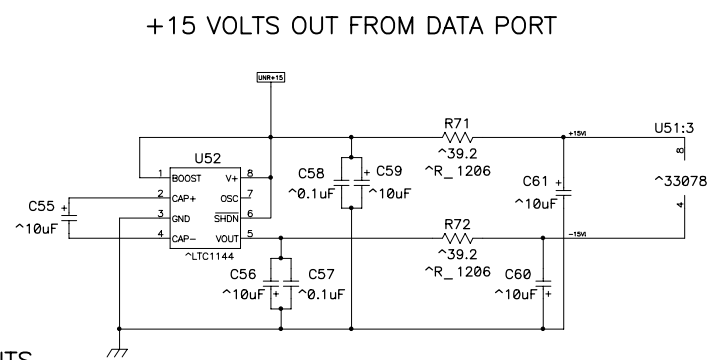 +15 VOLTS OUT FROM DATA PORT
UNR+15
R71
+15VI
U51:3
U52
^39.2
8
1 BOOST V+ 8
C58
C59
^R_1206
C61
^33078
2 CAP+ OSC 7
^0.1uF
^10uF
^10uF
C55
3 GND SHDN 6
4
^10uF
4 CAP- VOUT 5
R72
-15VI
^LTC1144
^39.2
C56
C57
^R_1206
C60
^10uF
^0.1uF
^10uF